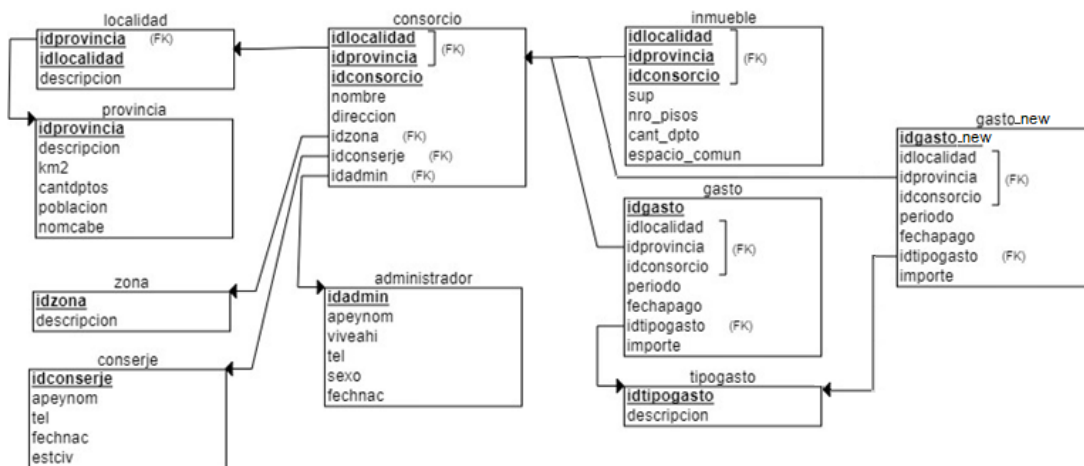 localidad
idprovincia (FK)
idlocalidad
descripcion
provincia
idprovincia
descripcion
km2
cantdptos
poblacion
nomcabe
zona
idzona
descripcion
conserje
idconserje
apeynom
tel
fechnac
estciv
consorcio
idlocalidad
idprovincia
(FK)
idconsorcio
nombre
direccion
idzona (FK)
idconserje (FK)
idadmin (FK)
administrador
idadmin
apeynom
viveahi
tel
sexo
fechnac
inmueble
idlocalidad
idprovincia
(FK)
idconsorcio
sup
nro_pisos
cant_dpto
espacio_comun
gasto
idgasto
idlocalidad
idprovincia
(FK)
idconsorcio
periodo
fechapago
idtipogasto (FK)
importe
tipogasto
idtipogasto
descripcion
gasto_new
idgasto_new
idlocalidad
idprovincia
(FK)
idconsorcio
periodo
fechapago
idtipogasto (FK)
importe